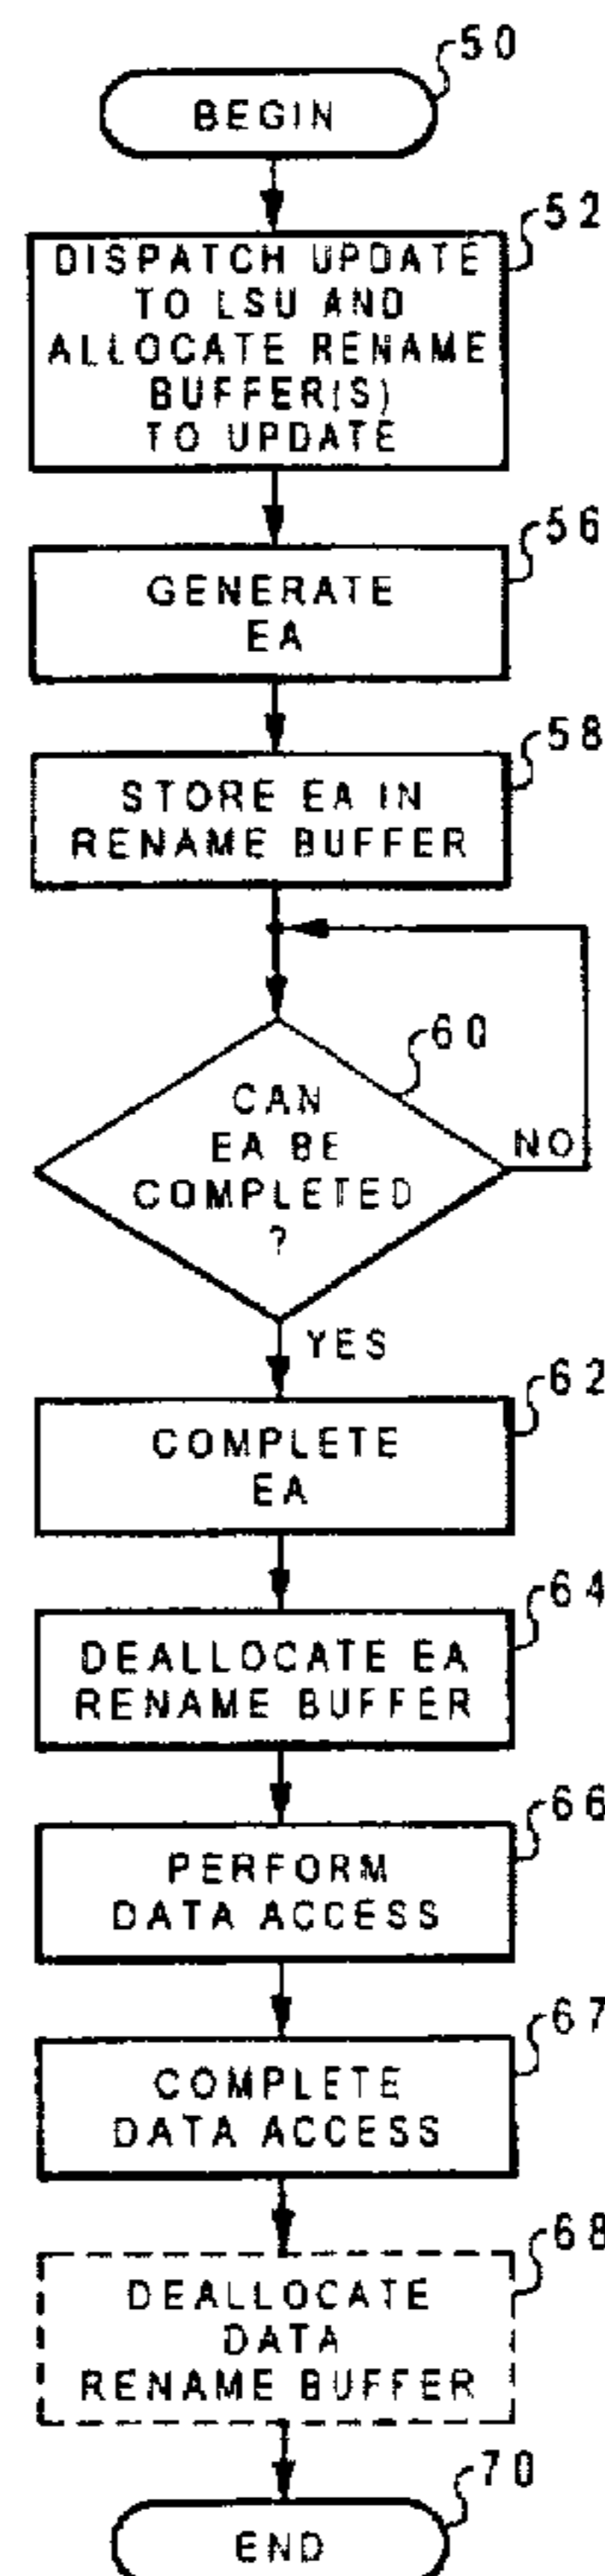 50
BEGIN
52
DISPATCH UPDATE
TO LSU AND
ALLOCATE RENAME
BUFFER(S)
TO UPDATE
56
GENERATE
EA
58
STORE EA IN
RENAME BUFFER
60
CAN
EA BE
COMPLETED
?
NO
YES
62
COMPLETE
EA
64
DEALLOCATE EA
RENAME BUFFER
66
PERFORM
DATA ACCESS
67
COMPLETE
DATA ACCESS
68
DEALLOCATE
DATA
RENAME BUFFER
70
END